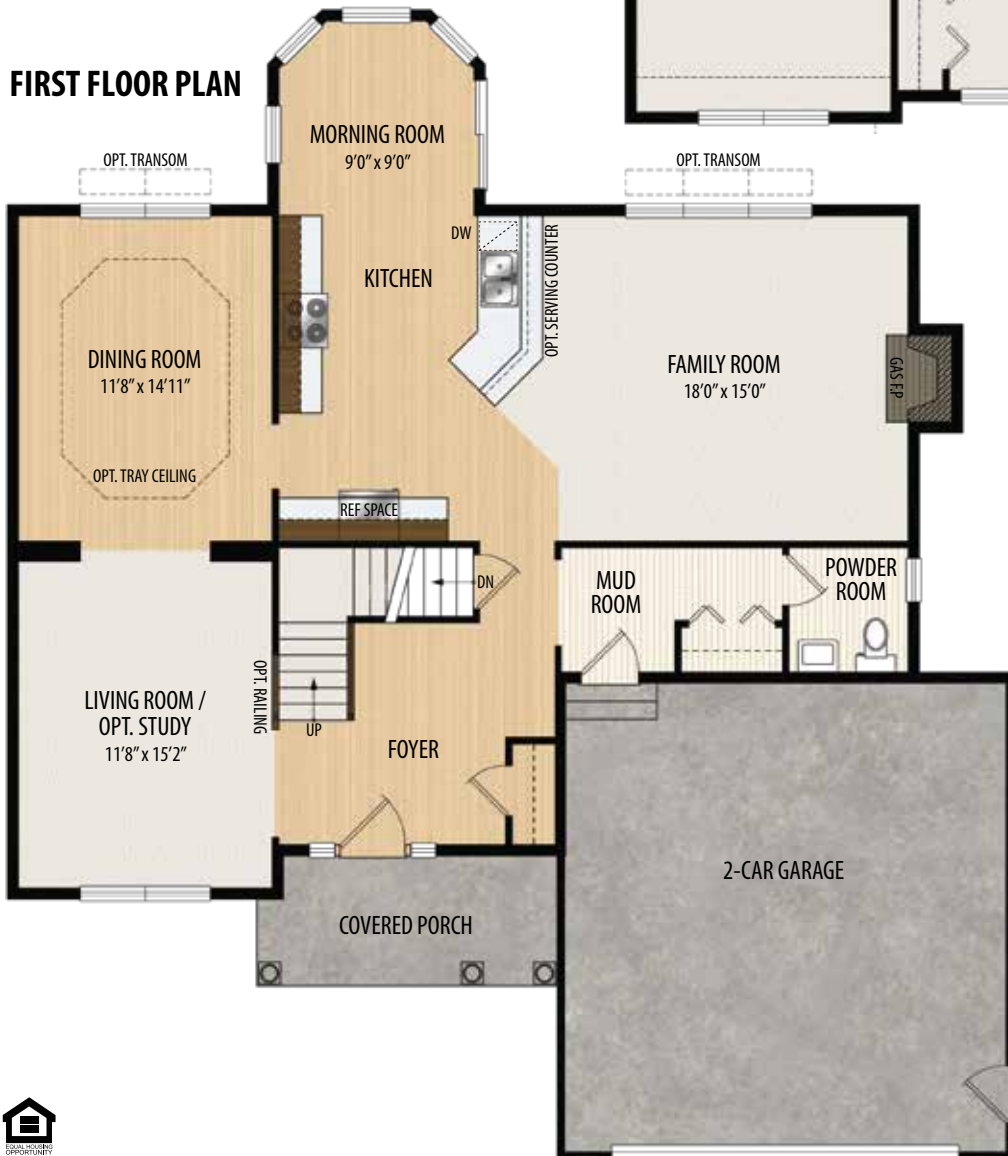 FIRST FLOOR PLAN
MORNING ROOM
9'0" x 9'0"
OPT. TRANSOM
OPT. TRANSOM
DW
KITCHEN
OPT. SERVING COUNTER
DINING ROOM
11'8" x 14'11"
OPT. TRAY CEILING
FAMILY ROOM
18'0" x 15'0"
GAS F.P
REF SPACE
DN
MUD
ROOM
POWDER
ROOM
LIVING ROOM /
OPT. STUDY
11'8" x 15'2"
OPT. RAILING
UP
FOYER
2-CAR GARAGE
COVERED PORCH
EQUAL HOUSING
OPPORTUNITY